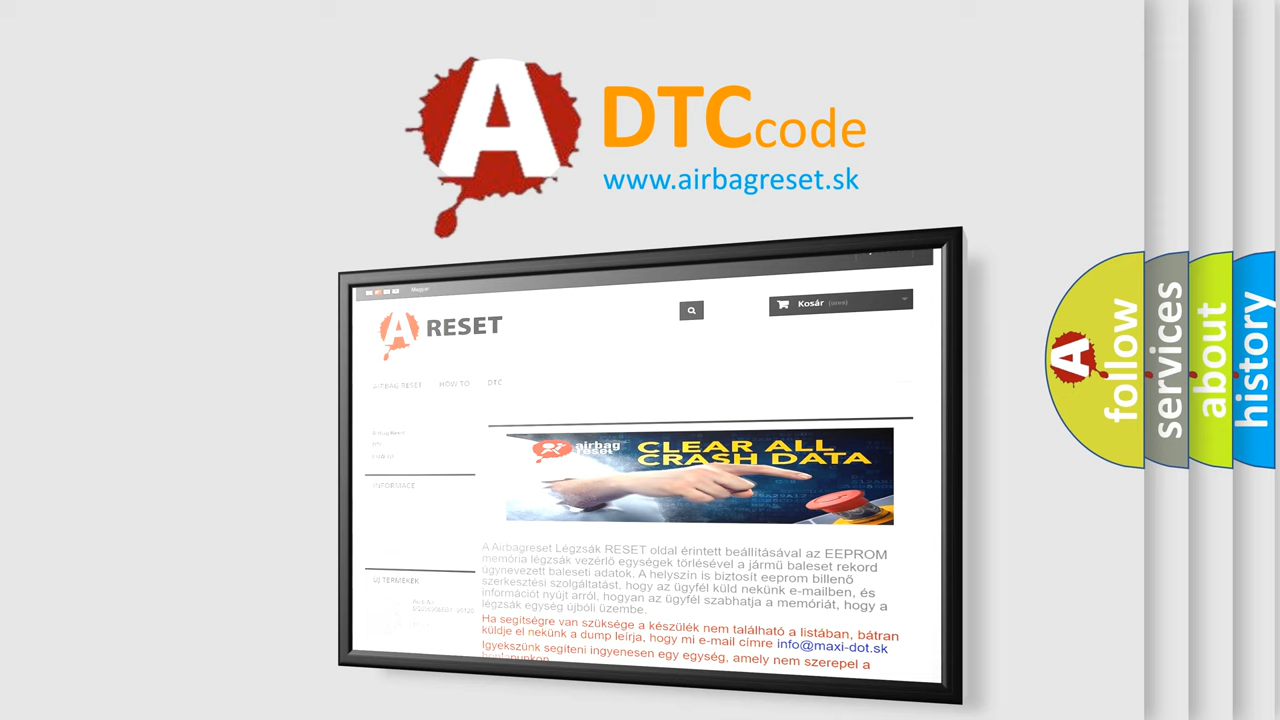 A DTCcode
www.airbagreset.sk
Magyar
A RESET
Kosár (üres)
AIRBAG RESET HOW TO DTC
INFORMACE
ÚJ TERMÉKEK
airbag
reset
CLEAR ALL
CRASH DATA
A Airbagreset Légzsák RESET oldal érintett beállításával az EEPROM
memória légzsák vezérlő egységek törlésével a jármű baleset rekord
úgynevezett baleseti adatok. A helyszín is biztosít eeprom billenő
szerkesztési szolgáltatást, hogy az ügyfél küld nekünk e-mailben, és
információt nyújt arról, hogyan az ügyfél szabhatja a memóriát, hogy a
légzsák egység újbóli üzembe.
Ha segítségre van szüksége a készülék nem található a listában, bátran
küldje el nekünk a dump leírja, hogy mi e-mail címre info@maxi-dot.sk
Igyekszünk segíteni ingyenesen egy egység, amely nem szerepel a
A follow
services
about
history